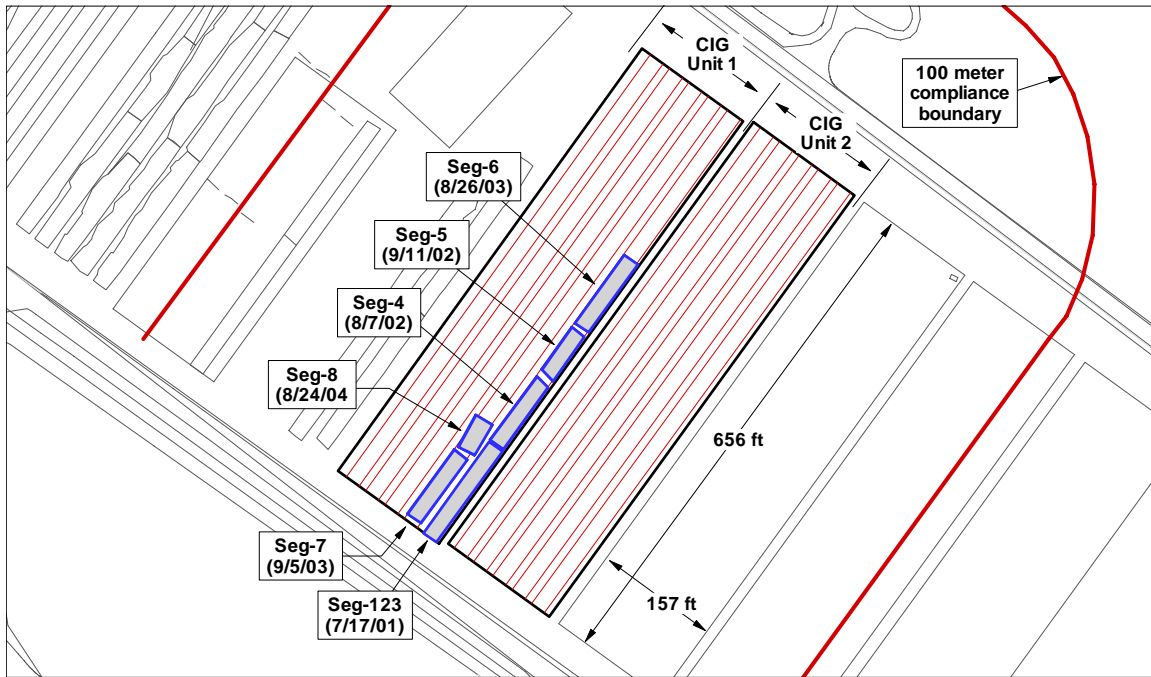 CIG
Unit 1
100 meter
compliance
boundary
CIG
Unit 2
Seg-6
(8/26/03)
Seg-5
(9/11/02)
Seg-4
(8/7/02)
Seg-8
(8/24/04
656 ft
Seg-7
(9/5/03)
157 ft
Seg-123
(7/17/01)